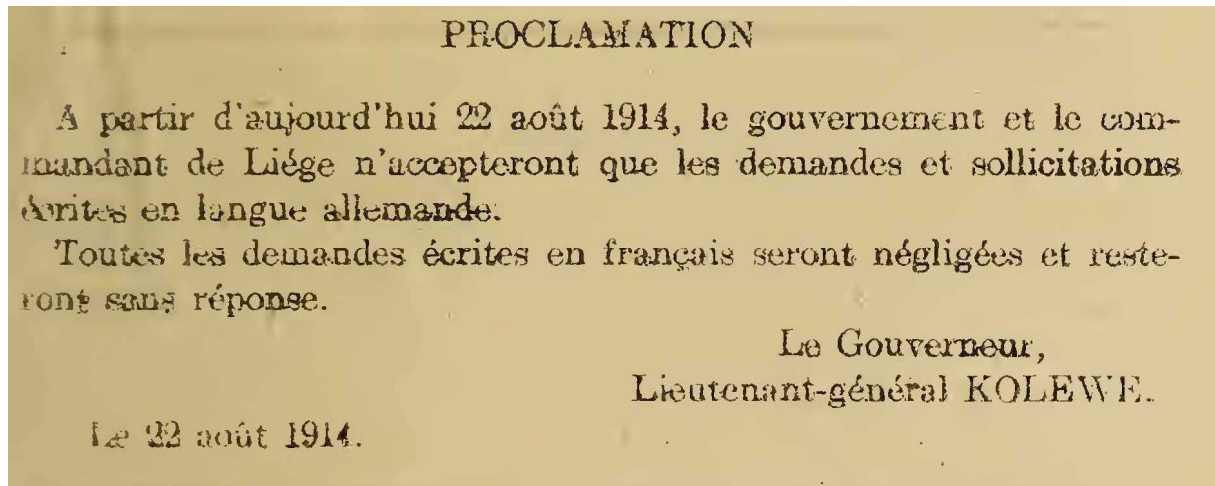 PROCLAMATION
A partir d'aujourd'hui 22 août 1914, le gouvernement et le com-
mandant de Liége n'accepteront que les demandes et sollicitations
écrites en langue allemande.
Toutes les demandes écrites en français seront négligées et reste-
ront sans réponse.
Le Gouverneur,
Lieutenant-général KOLEWE.
Le 22 août 1914.